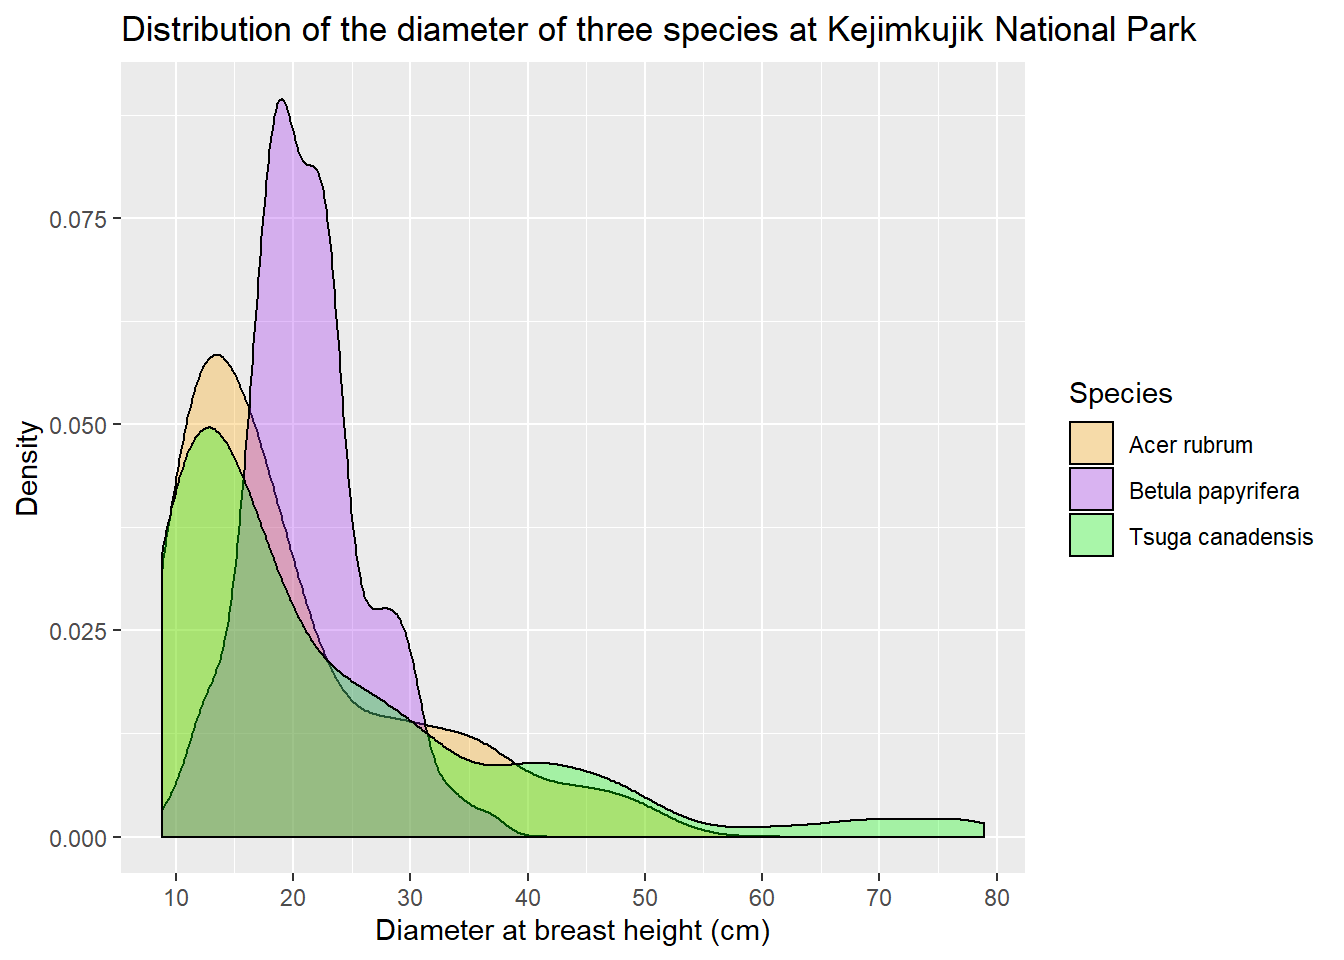 Distribution of the diameter of three species at Kejimkujik National Park
0.075
0.050
0.025
0.000
Density
10 20 30 40 50 60 70 80
Diameter at breast height (cm)
Species
Acer rubrum
Betula papyrifera
Tsuga canadensis